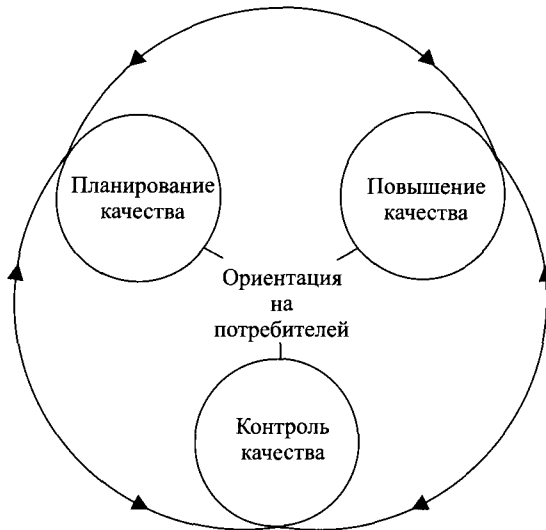 Планирование
качества
Повышение
качества
Ориентация
на
потребителей
Контроль
качества